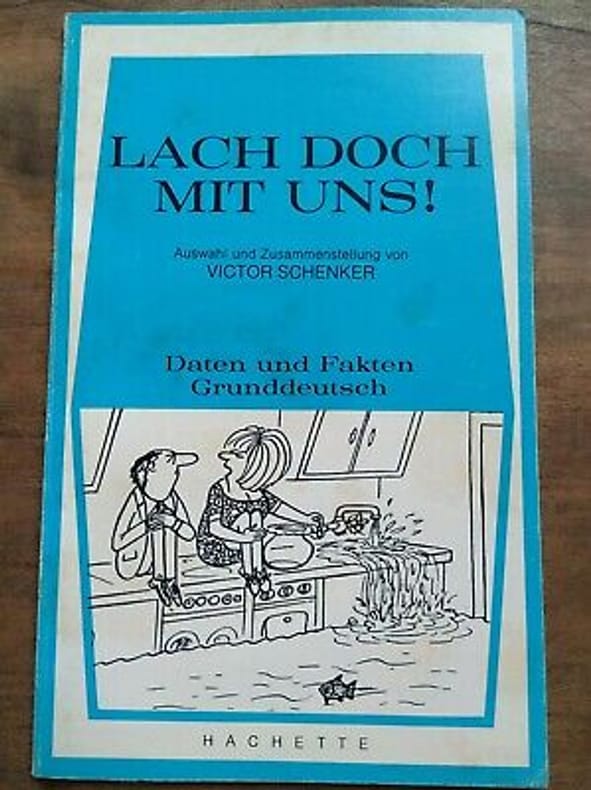 LACH DOCH
MIT UNS!
Auswahl und Zusammenstellung von
VICTOR SCHENKER
Daten und Fakten
Grunddeutsch
HACHETTE